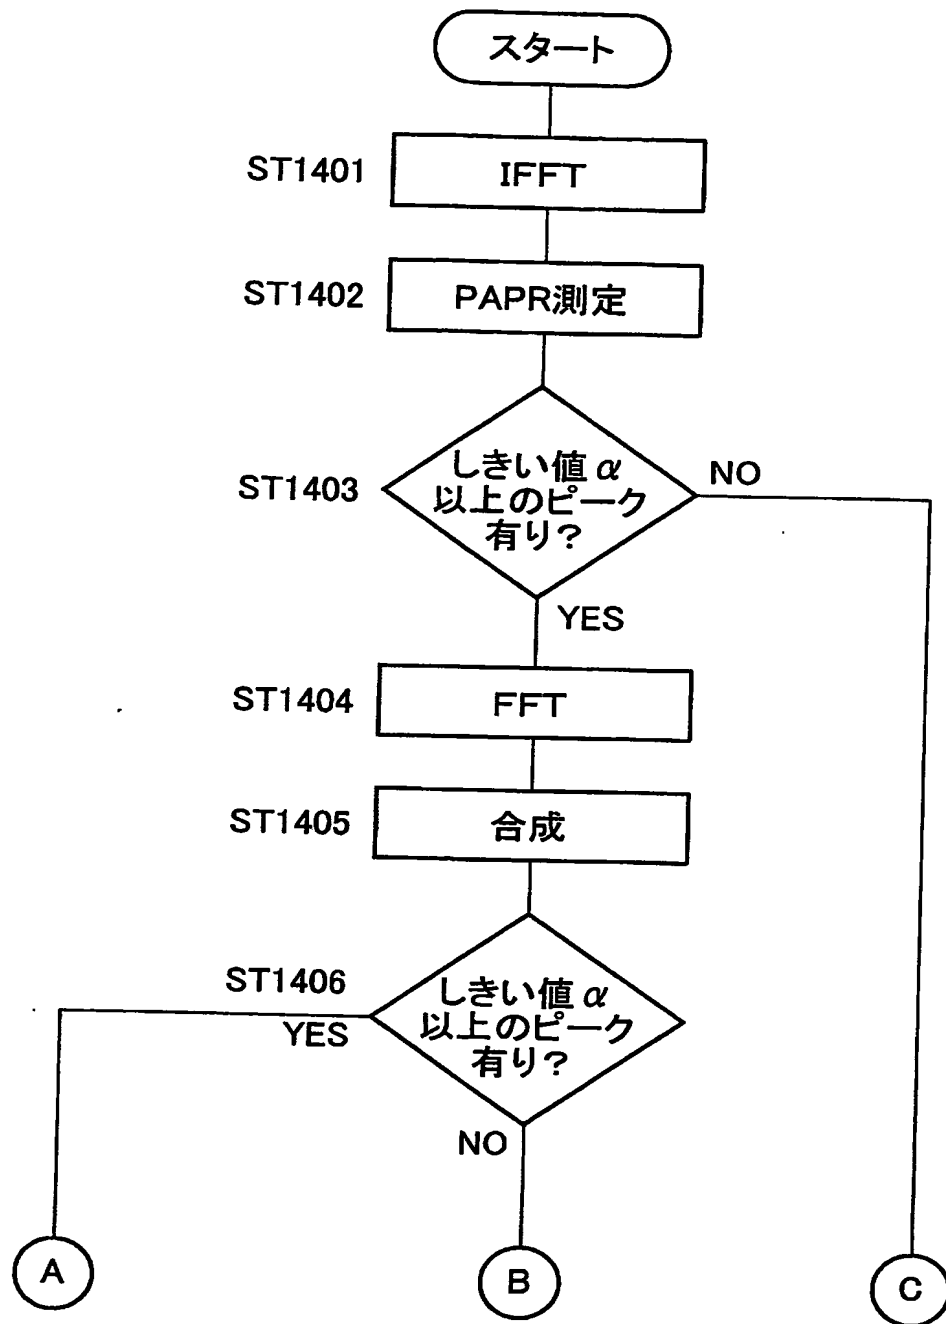 スタート
ST1401
IFFT
ST1402
PAPR測定
ST1403
しきい値α
以上のピーク
有り?
NO
YES
ST1404
FFT
ST1405
合成
ST1406
しきい値α
以上のピーク
有り?
YES
NO
A
B
C